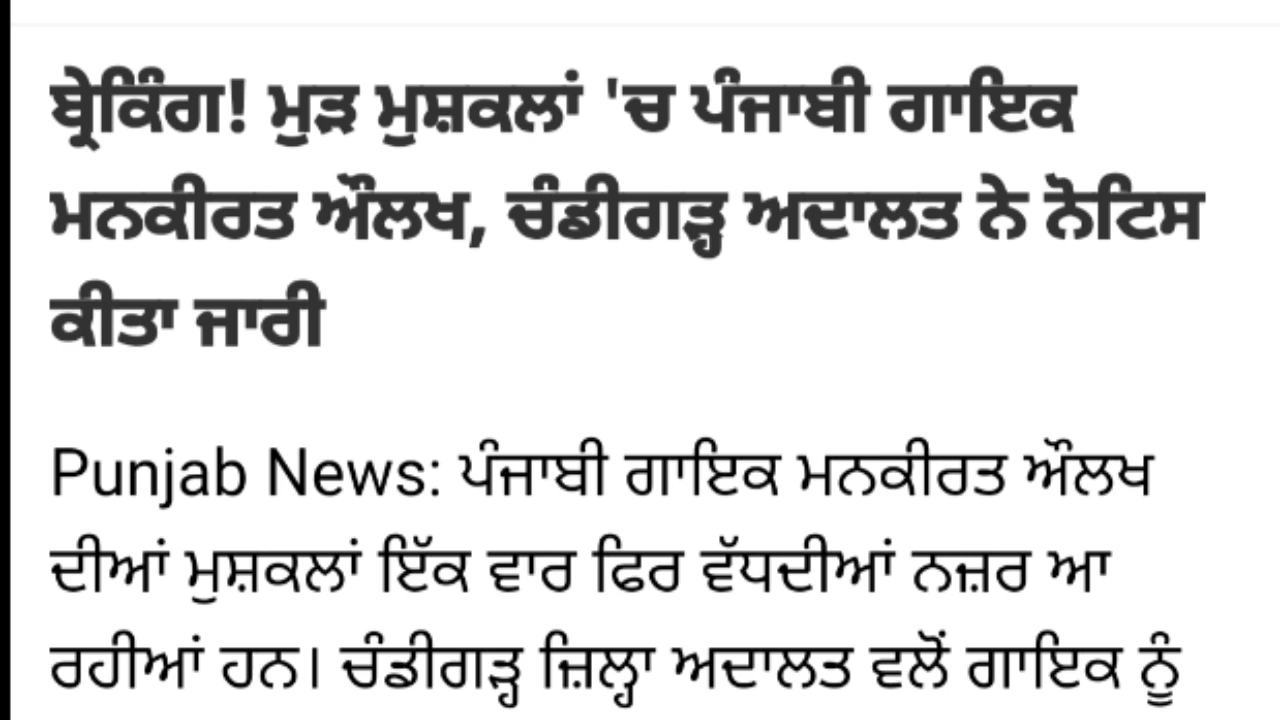 ਬ੍ਰੇਕਿੰਗ! ਮੁੜ ਮੁਸ਼ਕਲਾਂ 'ਚ ਪੰਜਾਬੀ ਗਾਇਕ
ਮਨਕੀਰਤ ਔਲਖ, ਚੰਡੀਗੜ੍ਹ ਅਦਾਲਤ ਨੇ ਨੋਟਿਸ
ਕੀਤਾ ਜਾਰੀ
Punjab News: ਪੰਜਾਬੀ ਗਾਇਕ ਮਨਕੀਰਤ ਔਲਖ
ਦੀਆਂ ਮੁਸ਼ਕਲਾਂ ਇੱਕ ਵਾਰ ਫਿਰ ਵੱਧਦੀਆਂ ਨਜ਼ਰ ਆ
ਰਹੀਆਂ ਹਨ। ਚੰਡੀਗੜ੍ਹ ਜ਼ਿਲ੍ਹਾ ਅਦਾਲਤ ਵਲੋਂ ਗਾਇਕ ਨੂੰ